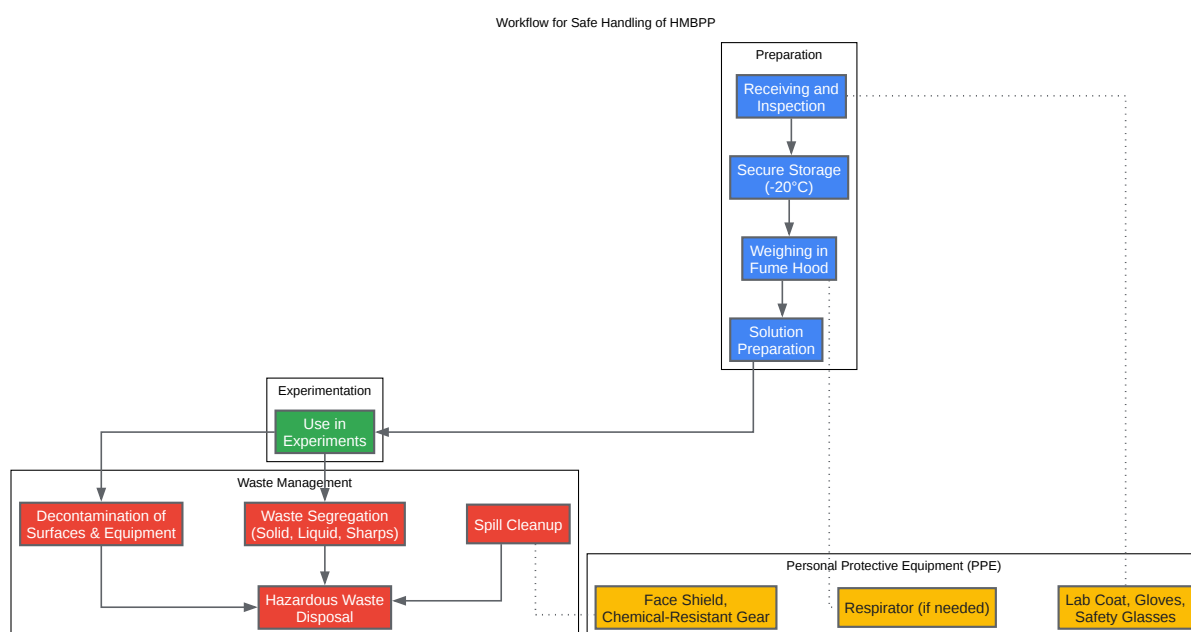 Workflow for Safe Handling of HMBPP
Preparation
Receiving and
Inspection
Secure Storage
(-20°C)
Weighing in
Fume Hood
Solution
Preparation
Experimentation
Use in
Experiments
Waste Management
Decontamination of
Surfaces & Equipment
Waste Segregation
(Solid, Liquid, Sharps)
Spill Cleanup
Hazardous Waste
Disposal
Personal Protective Equipment (PPE)
Face Shield,
Chemical-Resistant Gear
Respirator (if needed)
Lab Coat, Gloves,
Safety Glasses